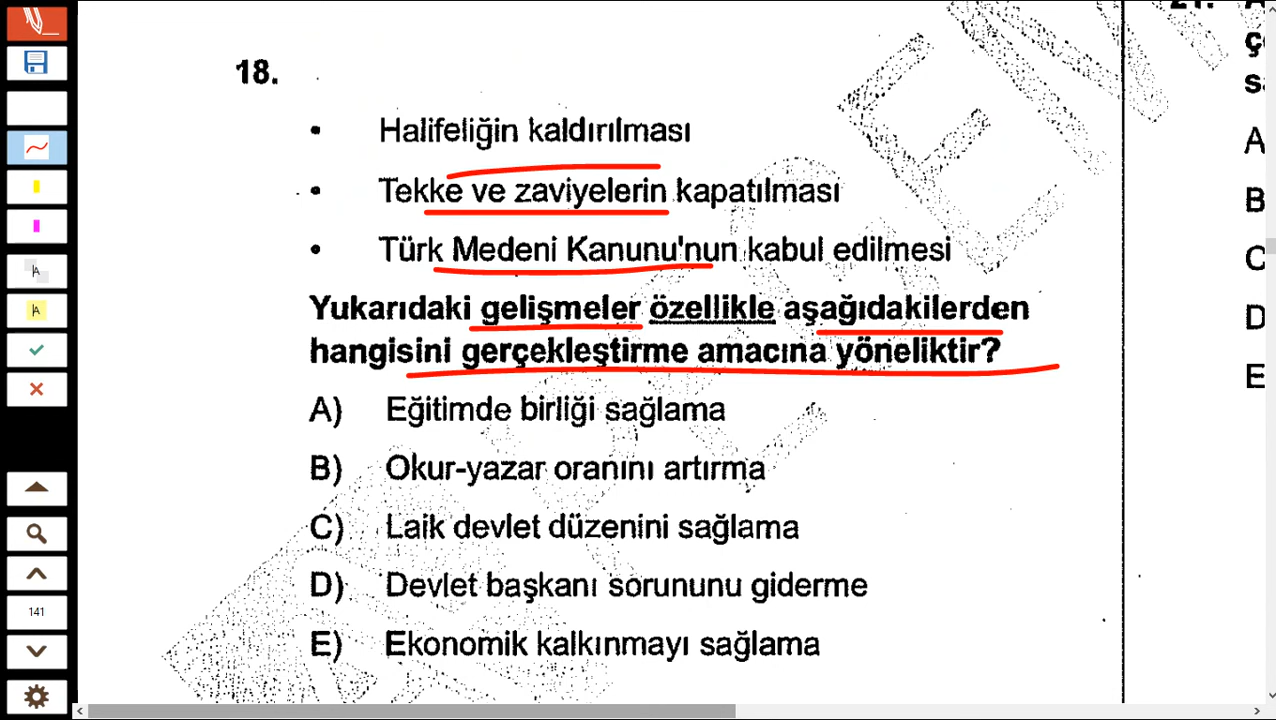 18.
• Halifeliğin kaldırılması
• Tekke ve zaviyelerin kapatılması
• Türk Medeni Kanunu'nun kabul edilmesi
Yukarıdaki gelişmeler özellikle aşağıdakilerden
hangisini gerçekleştirme amacına yöneliktir?
A) Eğitimde birliği sağlama
B) Okur-yazar oranını artırma
C) Laik devlet düzenini sağlama
D) Devlet başkanı sorununu giderme
E) Ekonomik kalkınmayı sağlama
A
B
C
D
E
141